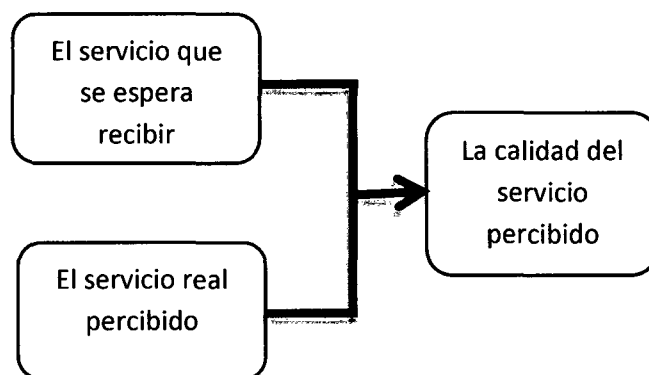 El servicio que
se espera
recibir
La calidad del
servicio
percibido
El servicio real
percibido